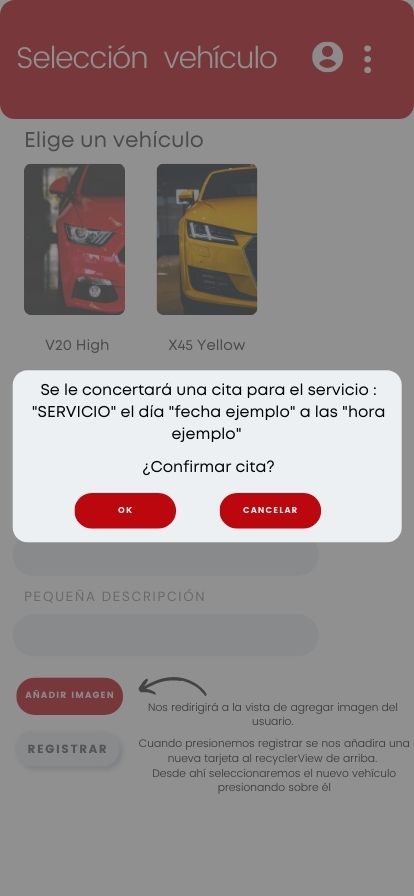 Selección vehículo
Elige un vehículo
V20 High
X45 Yellow
Se le concertará una cita para el servicio :
"SERVICIO" el día "fecha ejemplo" a las "hora
ejemplo"
¿Confirmar cita?
OK
CANCELAR
PEQUEÑA DESCRIPCIÓN
AÑADIR IMAGEN
Nos redirigirá a la vista de agregar imagen del
usuario.
REGISTRAR
Cuando presionemos registrar se nos añadira una
nueva tarjeta al recyclerView de arriba.
Desde ahí seleccionaremos el nuevo vehículo
presionando sobre él